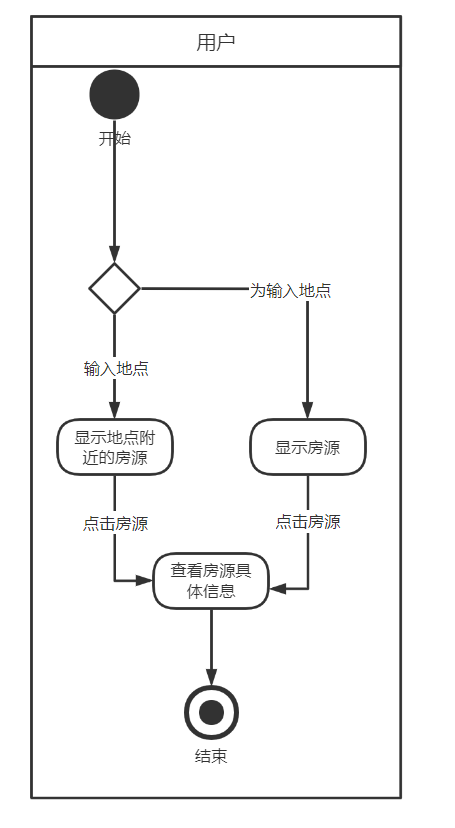 用户
开始
为输入地点
输入地点
显示地点附
近的房源
显示房源
点击房源
点击房源
查看房源具
体信息
结束